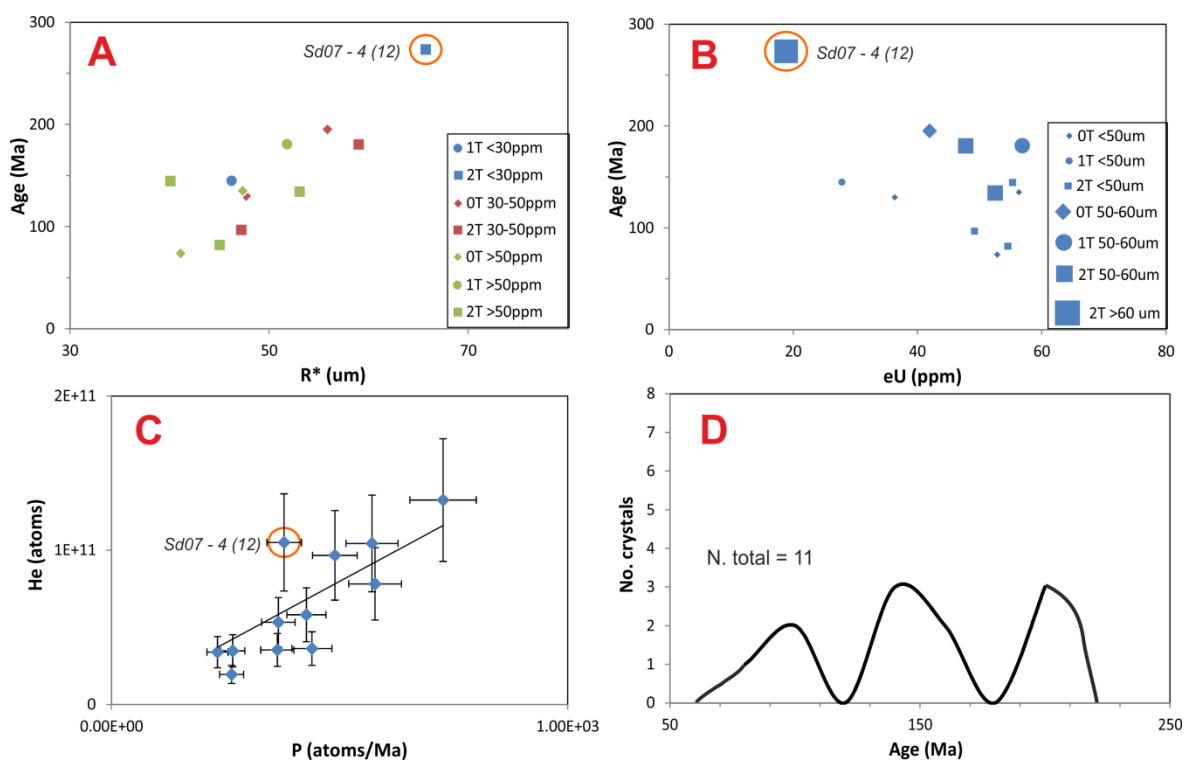 A
Age (Ma)
300
200
100
0
30
50
70
R* (um)
Sd07 - 4 (12)
1T <30ppm
2T <30ppm
0T 30-50ppm
2T 30-50ppm
0T >50ppm
1T >50ppm
2T >50ppm
B
Age (Ma)
300
200
100
0
0
20
40
60
80
eU (ppm)
Sd07 - 4 (12)
0T <50um
1T <50um
2T <50um
0T 50-60um
1T 50-60um
2T 50-60um
2T >60 um
C
He (atoms)
2E+11
1E+11
0
0.00E+00
1.00E+03
P (atoms/Ma)
Sd07 - 4 (12)
D
No. crystals
8
7
6
5
4
3
2
1
0
50
150
250
Age (Ma)
N. total = 11